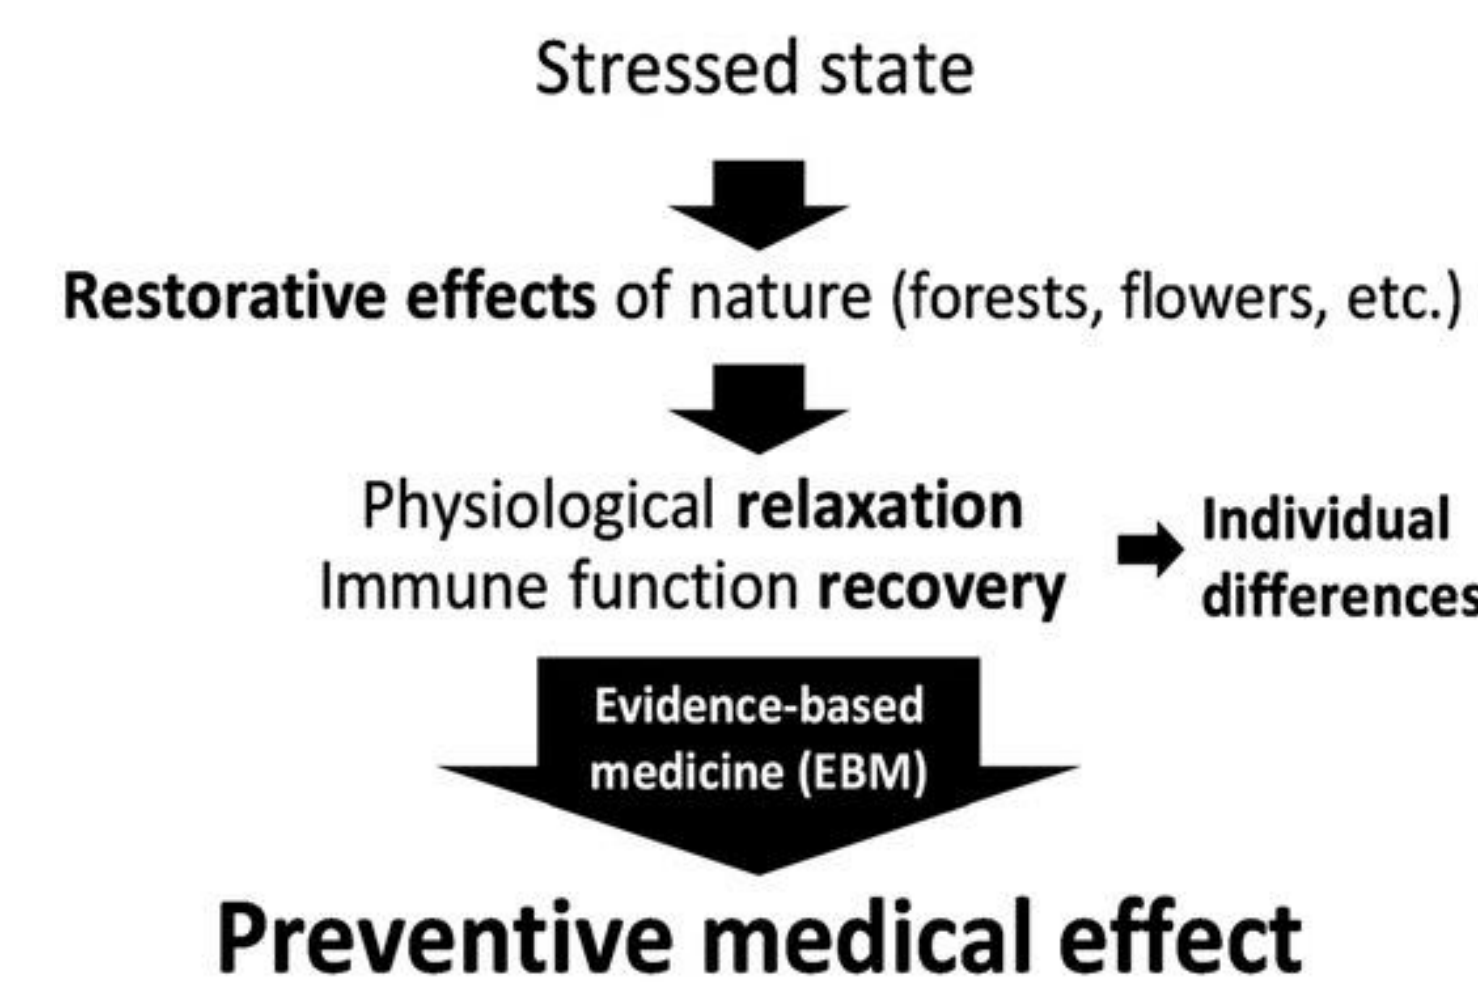 Stressed state
Restorative effects of nature (forests, flowers, etc.)
Physiological relaxation
Immune function recovery
Individual
differences
Evidence-based
medicine (EBM)
Preventive medical effect